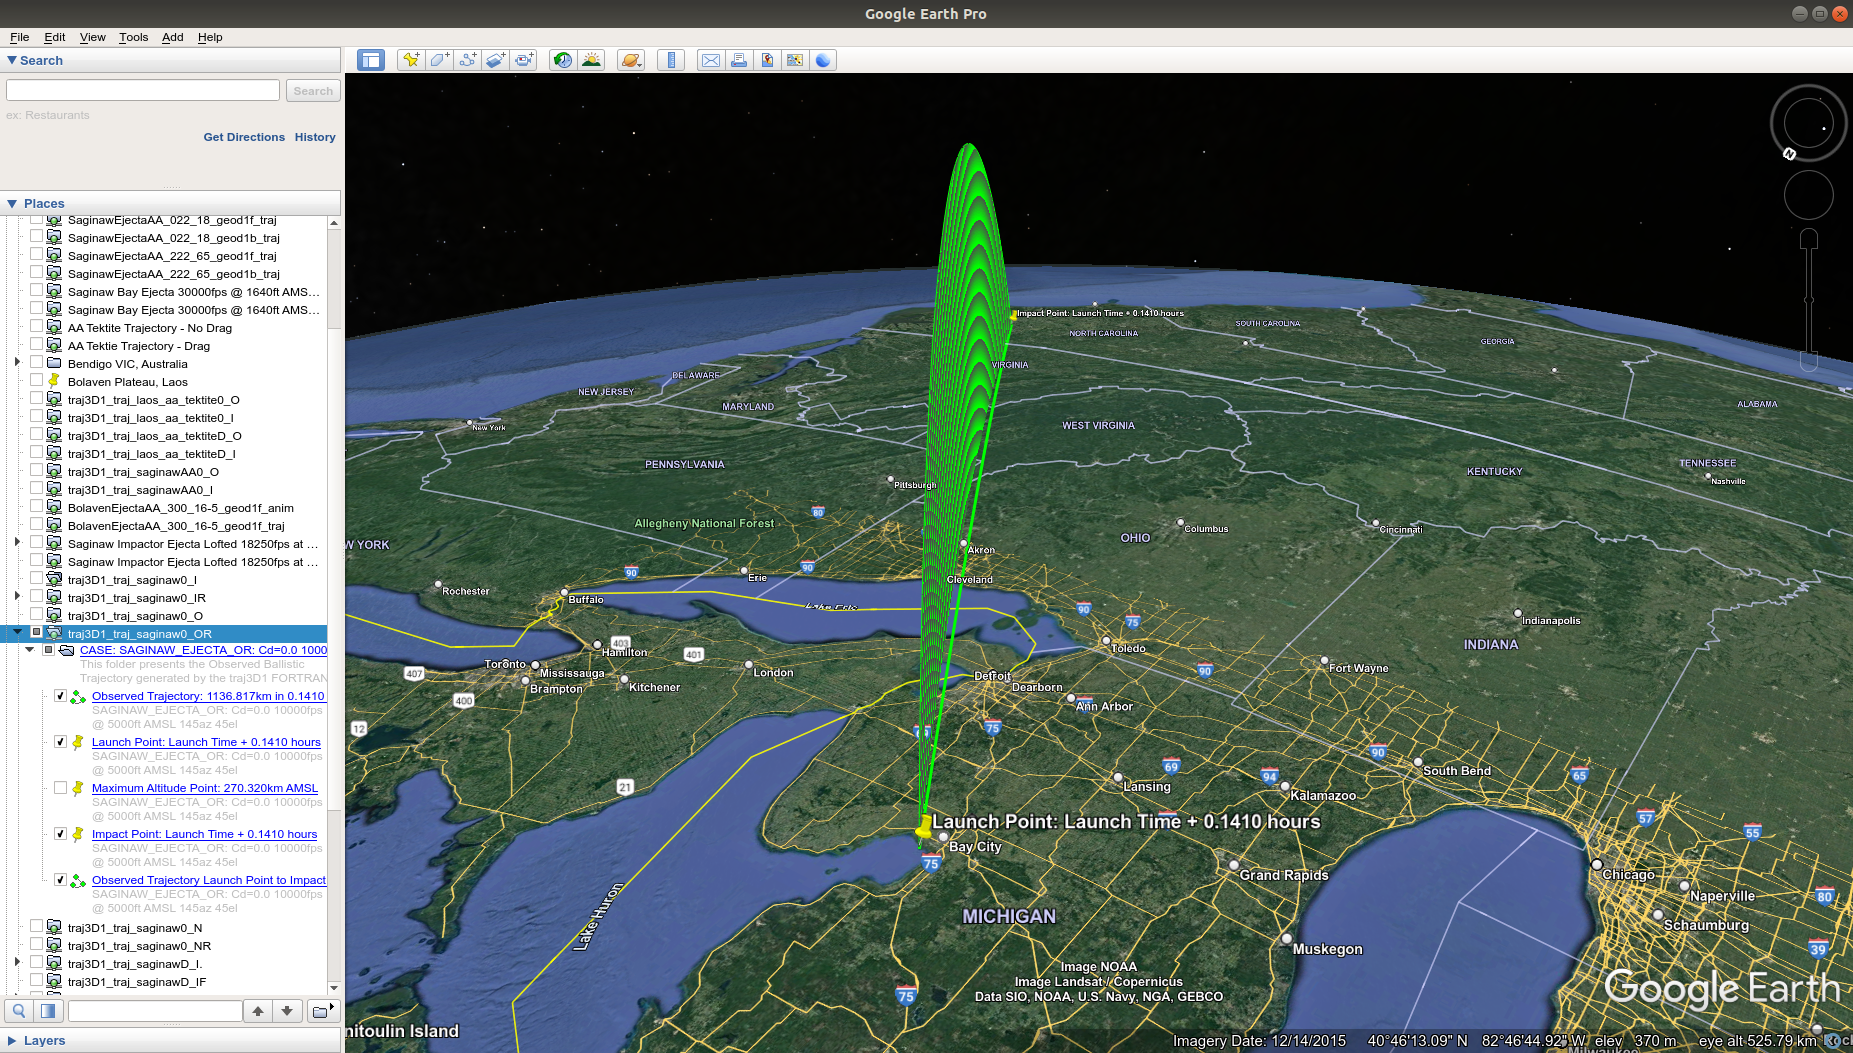 Google Earth Pro
File Edit View Tools Add Help
Search
Search
ex: Restaurants
Get Directions History
Places
SaginawEjectaAA_022_18_geod1f_traj
SaginawEjectaAA_022_18_geod1b_traj
SaginawEjectaAA_222_65_geod1f_traj
SaginawEjectaAA_222_65_geod1b_traj
Saginaw Bay Ejecta 30000fps @ 1640ft AMS...
Saginaw Bay Ejecta 30000fps @ 1640ft AMS...
AA Tektite Trajectory - No Drag
AA Tektie Trajectory - Drag
Bendigo VIC, Australia
Bolaven Plateau, Laos
traj3D1_traj_laos_aa_tektite0_O
traj3D1_traj_laos_aa_tektite0_I
traj3D1_traj_laos_aa_tektiteD_O
traj3D1_traj_laos_aa_tektiteD_I
traj3D1_traj_saginawAA0_O
traj3D1_traj_saginawAA0_I
BolavenEjectaAA_300_16-5_geod1f_anim
BolavenEjectaAA_300_16-5_geod1f_traj
Saginaw Impactor Ejecta Lofted 18250fps at ...
Saginaw Impactor Ejecta Lofted 18250fps at ...
traj3D1_traj_saginaw0_I
traj3D1_traj_saginaw0_IR
traj3D1_traj_saginaw0_O
traj3D1_traj_saginaw0_OR
CASE: SAGINAW_EJECTA_OR: Cd=0.0 1000
This folder presents the Observed Ballistic
Trajectory generated by the traj3D1 FORTRAN
Observed Trajectory: 1136.817km in 0.1410
SAGINAW_EJECTA_OR: Cd=0.0 10000fps
@ 5000ft AMSL 145az 45el
Launch Point: Launch Time + 0.1410 hours
SAGINAW_EJECTA_OR: Cd=0.0 10000fps
@ 5000ft AMSL 145az 45el
Maximum Altitude Point: 270.320km AMSL
SAGINAW_EJECTA_OR: Cd=0.0 10000fps
@ 5000ft AMSL 145az 45el
Impact Point: Launch Time + 0.1410 hours
SAGINAW_EJECTA_OR: Cd=0.0 10000fps
@ 5000ft AMSL 145az 45el
Observed Trajectory Launch Point to Impact
SAGINAW_EJECTA_OR: Cd=0.0 10000fps
@ 5000ft AMSL 145az 45el
traj3D1_traj_saginaw0_N
traj3D1_traj_saginaw0_NR
traj3D1_traj_saginawD_I.
traj3D1_traj_saginawD_IF
Layers
N
Impact Point: Launch Time + 0.1410 hours
NORTH CAROLINA
SOUTH CAROLINA
GEORGIA
VIRGINIA
DELAWARE
NEW JERSEY
MARYLAND
ALABAMA
New York
WEST VIRGINIA
PENNSYLVANIA
KENTUCKY
TENNESSEE
Nashville
Pittsburgh
80
Allegheny National Forest
Columbus
Cincinnati
OHIO
W YORK
Akron
90
90
Erie
Cleveland
Rochester
Buffalo
Lake Erie
90
75
Indianapolis
403
Hamilton
401
Toledo
INDIANA
Toronto
Mississauga
407
London
90
Fort Wayne
Detroit
Dearborn
Brampton
Kitchener
400
Ann Arbor
12
75
90
69
South Bend
94
65
21
Lansing
Kalamazoo
57
55
Launch Point: Launch Time + 0.1410 hours
Bay City
75
Grand Rapids
Chicago
Naperville
80
Lake Huron
MICHIGAN
Schaumburg
Muskegon
39
Image NOAA
Image Landsat / Copernicus
Data SIO, NOAA, U.S. Navy, NGA, GEBCO
75
Google Earth
nitoulin Island
Imagery Date: 12/14/2015 40°46'13.09" N 82°46'44.92" W elev 370 m eye alt 525.79 km
Milwaukee